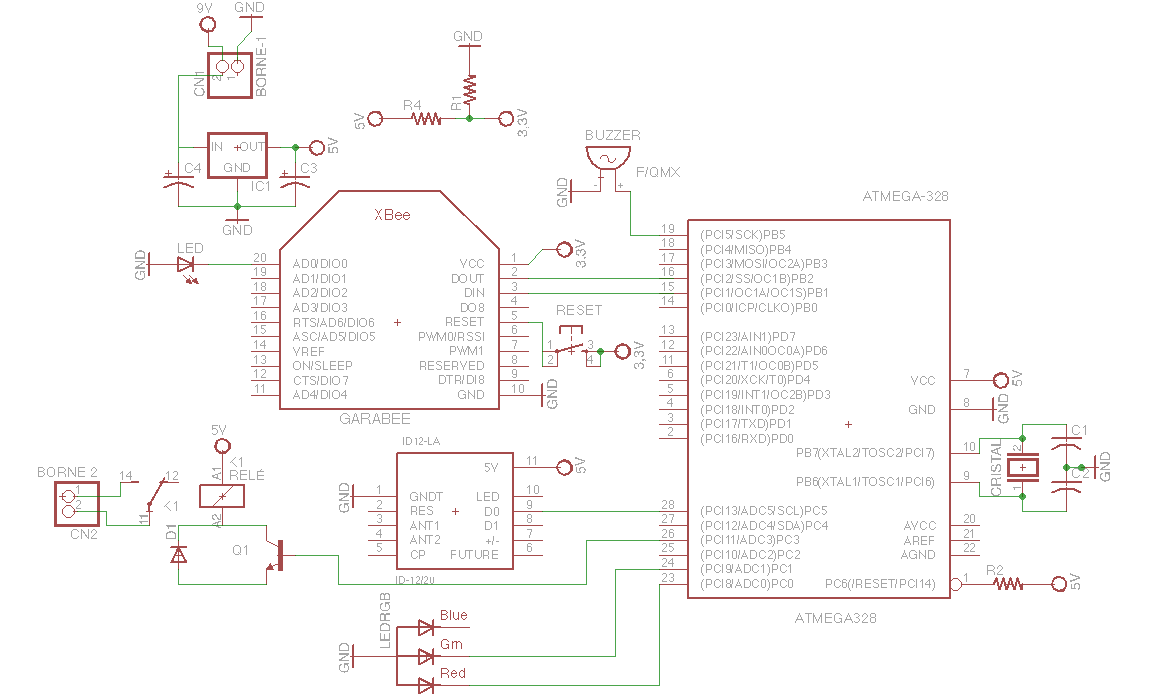 9V
GND
CN1
2
1
BORNE-1
IN
OUT
GND
IC1
5V
C4
C3
+
+
GND
GND
R1
5V
R4
3,3V
BUZZER
F/QMX
GND
-
+
XBee
GND
LED
20 AD0/DIO0
19 AD1/DIO1
18 AD2/DIO2
17 AD3/DIO3
16 RTS/AD6/DIO6
15 ASC/AD5/DIO5
14 VREF
13 ON/SLEEP
12 CTS/DIO7
11 AD4/DIO4
VCC 1
DOUT 2
DIN 3
DO8 4
RESET 5
PWM0/RSSI 6
PWM1 7
RESERVED 8
DTR/DI8 9
GND 10
GARABEE
3,3V
RESET
1
2
3
4
3,3V
GND
ATMEGA-328
19 (PCI5/SCK)PB5
18 (PCI4/MISO)PB4
17 (PCI3/MOSI/OC2A)PB3
16 (PCI2/SS/OC1B)PB2
15 (PCI1/OC1A/OC1S)PB1
14 (PCI0/ICP/CLKO)PB0
13 (PCI23/AIN1)PD7
12 (PCI22/AIN0OC0A)PD6
11 (PCI21/T1/OC0B)PD5
6 (PCI20/XCK/T0)PD4
5 (PCI19/INT1/OC2B)PD3
4 (PCI18/INT0)PD2
3 (PCI17/TXD)PD1
2 (PCI16/RXD)PD0
28 (PCI13/ADC5/SCL)PC5
27 (PCI12/ADC4/SDA)PC4
26 (PCI11/ADC3)PC3
25 (PCI10/ADC2)PC2
24 (PCI9/ADC1)PC1
23 (PCI8/ADC0)PC0
VCC 7
5V
GND 8
GND
PB7(XTAL2/TOSC2/PCI7) 10
PB6(XTAL1/TOSC1/PCI6) 9
AVCC 20
AREF 21
AGND 22
PC6(/RESET/PCI14) 1
R2
5V
ATMEGA328
CRISTAL
2
1
C1
C2
GND
5V
K1
RELE
A1
A2
BORNE 2
1
2
CN2
14
12
11
K1
D1
Q1
ID12-LA
GND
1 GNDT
2 RES
3 ANT1
4 ANT2
5 CP
5V 11
LED 10
D0 9
D1 8
+/- 7
FUTURE 6
5V
ID-12/20
LEDRGB
GND
Blue
Grn
Red